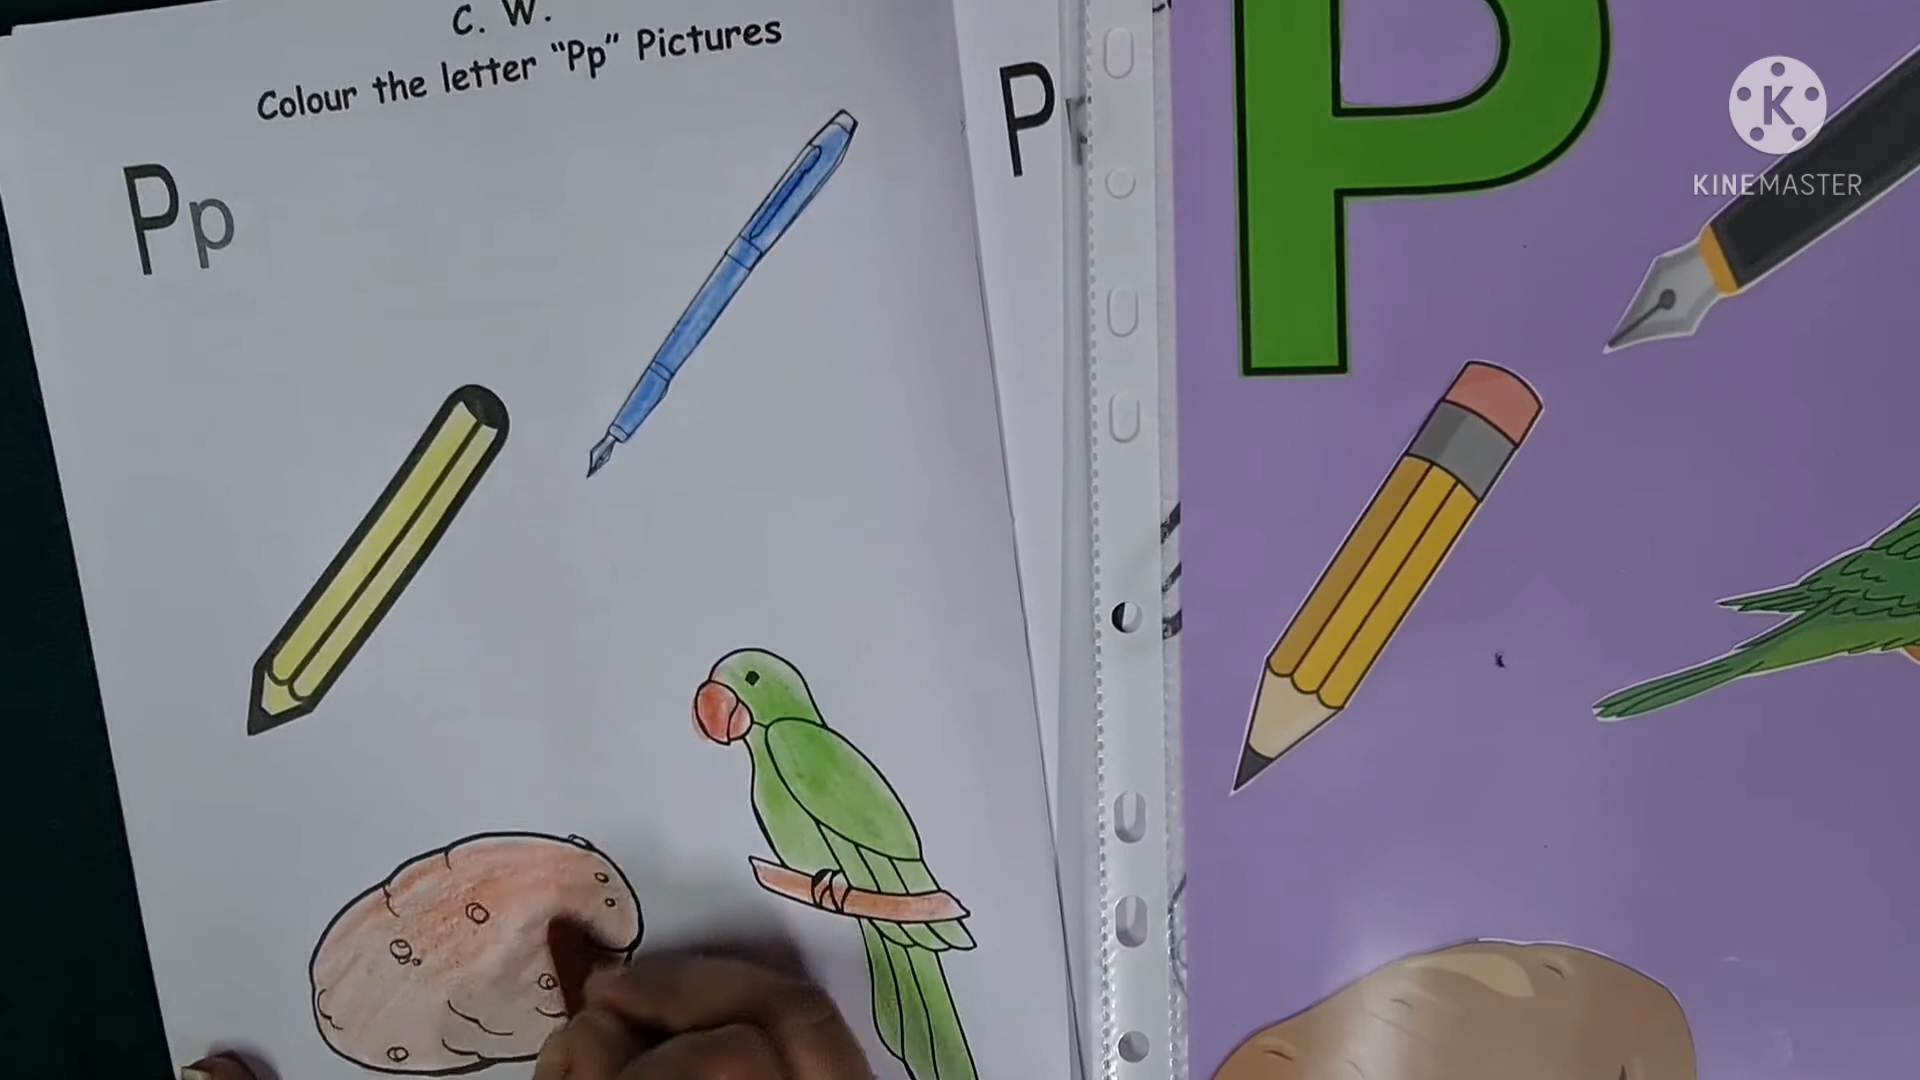 C. W.
Colour the letter "Pp" Pictures
Pp
P
P
K
KINEMASTER